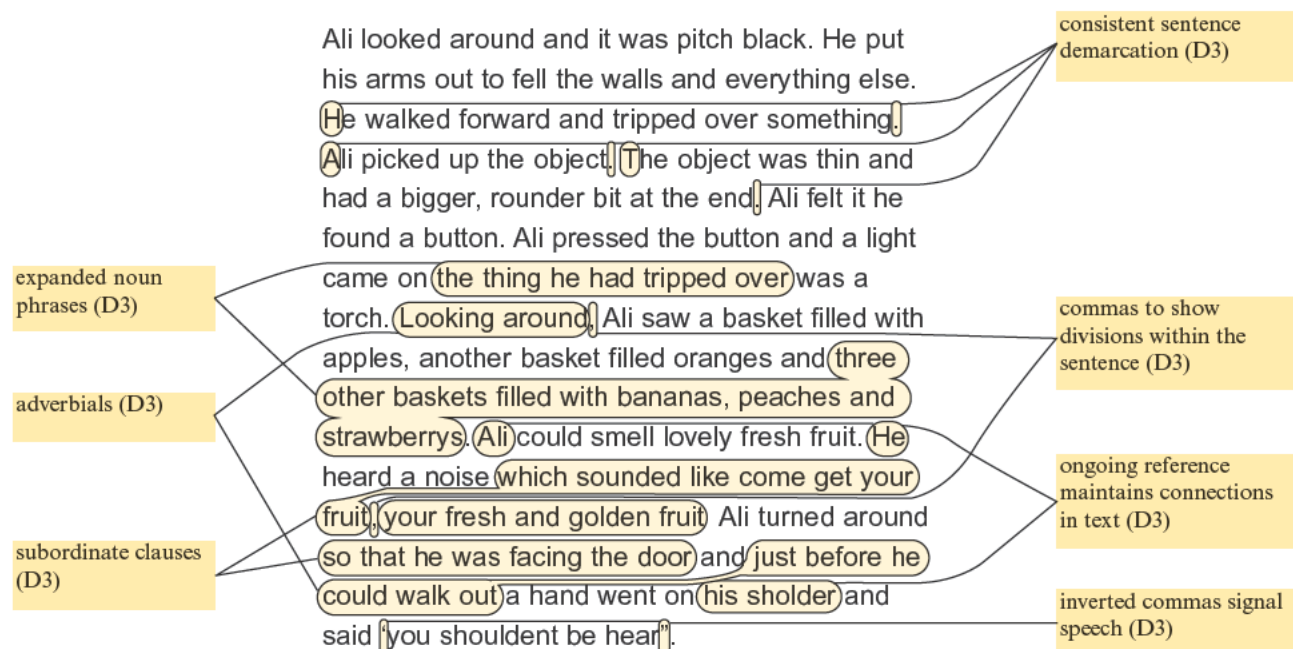 Ali looked around and it was pitch black. He put
his arms out to fell the walls and everything else.
He walked forward and tripped over something.
Ali picked up the object. The object was thin and
had a bigger, rounder bit at the end. Ali felt it he
found a button. Ali pressed the button and a light
came on the thing he had tripped over was a
torch. Looking around, Ali saw a basket filled with
apples, another basket filled oranges and three
other baskets filled with bananas, peaches and
strawberrys. Ali could smell lovely fresh fruit. He
heard a noise which sounded like come get your
fruit, your fresh and golden fruit Ali turned around
so that he was facing the door and just before he
could walk out a hand went on his sholder and
said ‘you shouldent be hear”.
expanded noun
phrases (D3)
adverbials (D3)
subordinate clauses
(D3)
consistent sentence
demarcation (D3)
commas to show
divisions within the
sentence (D3)
ongoing reference
maintains connections
in text (D3)
inverted commas signal
speech (D3)